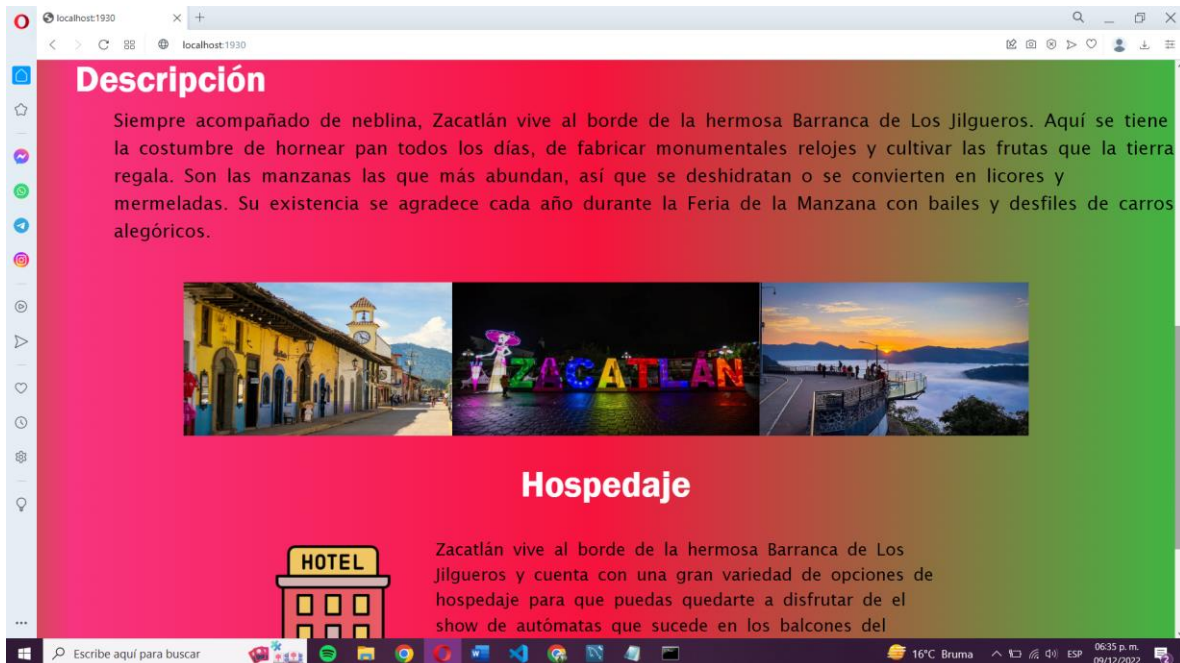 localhost:1930
localhost:1930
Descripción
Siempre acompañado de neblina, Zacatlán vive al borde de la hermosa Barranca de Los Jilgueros. Aquí se tiene
la costumbre de hornear pan todos los días, de fabricar monumentales relojes y cultivar las frutas que la tierra
regala. Son las manzanas las que más abundan, así que se deshidratan o se convierten en licores y
mermeladas. Su existencia se agradece cada año durante la Feria de la Manzana con bailes y desfiles de carros
alegóricos.
ZACATLÁN
Hospedaje
HOTEL
Zacatlán vive al borde de la hermosa Barranca de Los
Jilgueros y cuenta con una gran variedad de opciones de
hospedaje para que puedas quedarte a disfrutar de el
show de autómatas que sucede en los balcones del
Escribe aquí para buscar
16°C Bruma
ESP
06:35 p. m.
09/12/2022